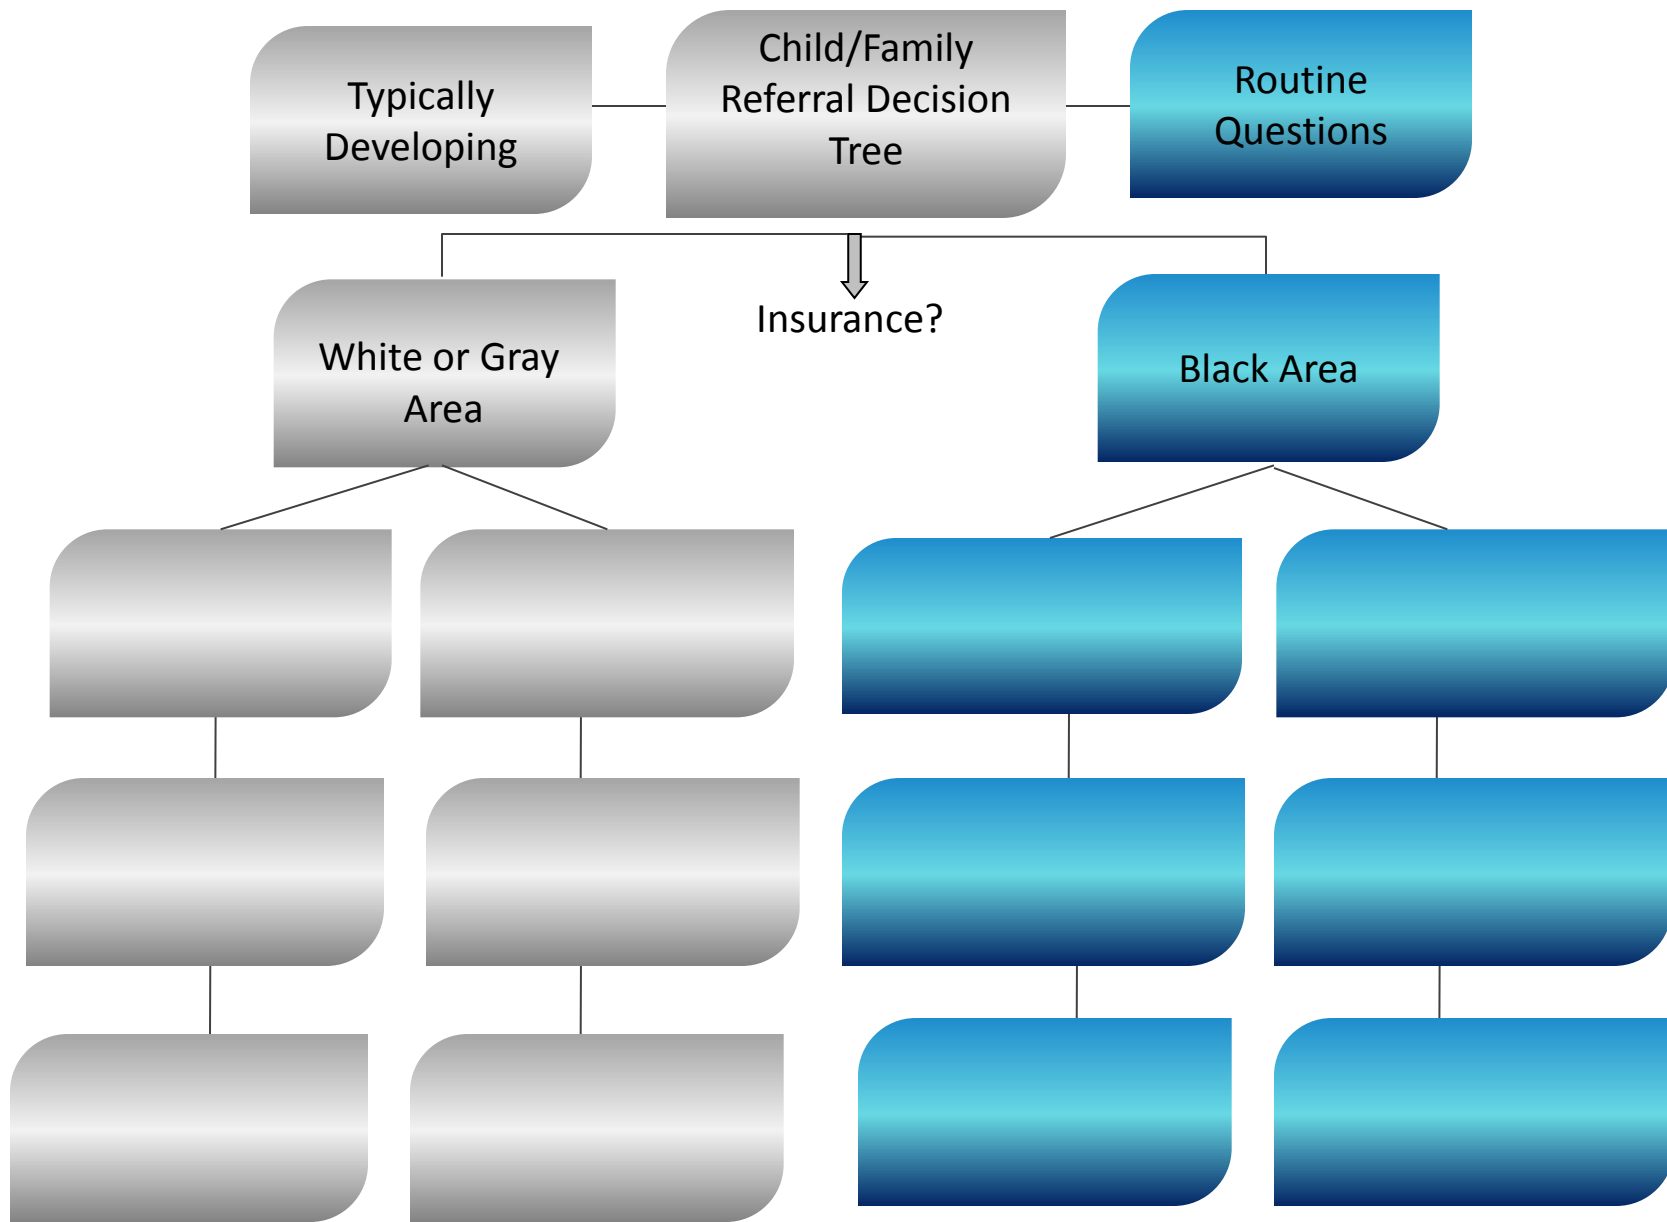 Typically
Developing
Child/Family
Referral Decision
Tree
Routine
Questions
Insurance?
White or Gray
Area
Black Area